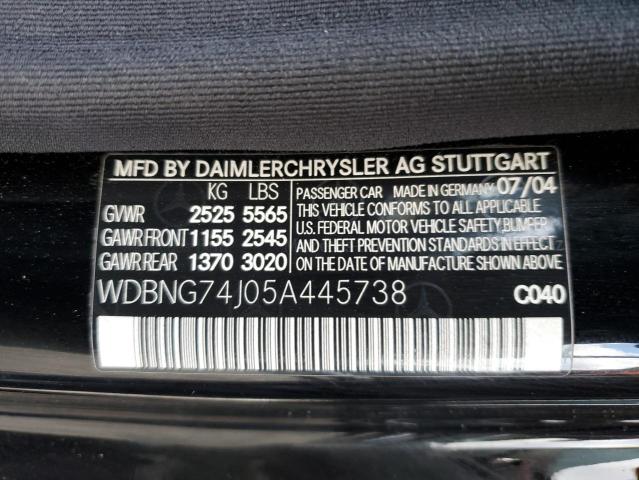 MFD BY DAIMLERCHRYSLER AG STUTTGART
KG LBS
GVWR 2525 5565
GAWR FRONT 1155 2545
GAWR REAR 1370 3020
PASSENGER CAR MADE IN GERMANY 07/04
THIS VEHICLE CONFORMS TO ALL APPLICABLE
U.S. FEDERAL MOTOR VEHICLE SAFETY, BUMPER
AND THEFT PREVENTION STANDARDS IN EFFECT
ON THE DATE OF MANUFACTURE SHOWN ABOVE.
WDBNG74J05A445738 C040